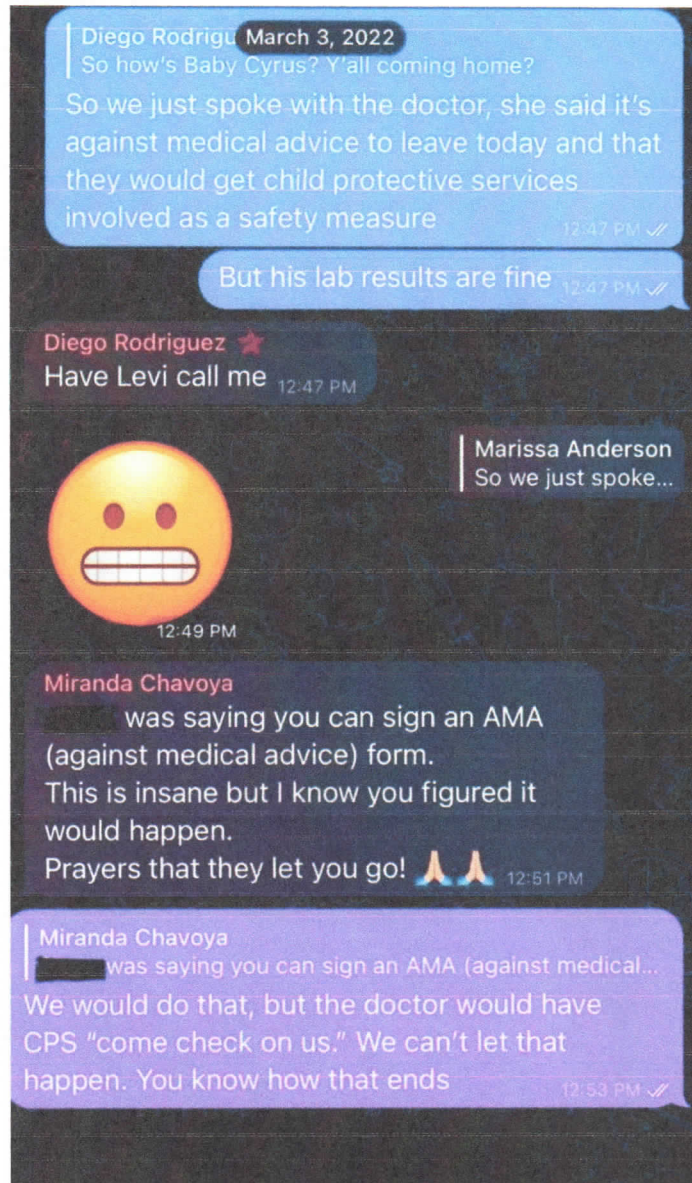 Diego Rodrigu
March 3, 2022
So how's Baby Cyrus? Y'all coming home?
So we just spoke with the doctor, she said it's
against medical advice to leave today and that
they would get child protective services
involved as a safety measure
12:47 PM
But his lab results are fine
12:47 PM
Diego Rodriguez
Have Levi call me
12:47 PM
Marissa Anderson
So we just spoke...
12:49 PM
Miranda Chavoya
was saying you can sign an AMA
(against medical advice) form.
This is insane but I know you figured it
would happen.
Prayers that they let you go! 🙏🙏
12:51 PM
Miranda Chavoya
was saying you can sign an AMA (against medical...
We would do that, but the doctor would have
CPS “come check on us.” We can't let that
happen. You know how that ends
12:53 PM